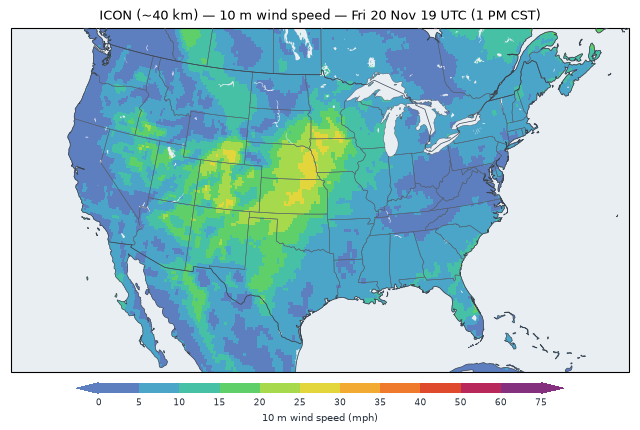 ICON (~40 km) — 10 m wind speed — Fri 20 Nov 19 UTC (1 PM CST)
0 5 10 15 20 25 30 35 40 50 60 75
10 m wind speed (mph)